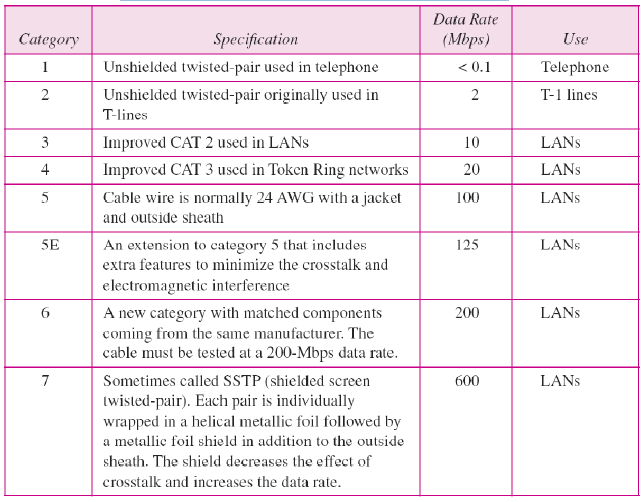 Data Rate
Category Specification (Mbps) Use
1 Unshielded twisted-pair used in telephone < 0.1 Telephone
2 Unshielded twisted-pair originally used in 2 T-1 lines
T-lines
3 Improved CAT 2 used in LANs 10 LANs
4 Improved CAT 3 used in Token Ring networks 20 LANs
5 Cable wire is normally 24 AWG with a jacket 100 LANs
and outside sheath
5E An extension to category 5 that includes 125 LANs
extra features to minimize the crosstalk and
electromagnetic interference
6 A new category with matched components 200 LANs
coming from the same manufacturer. The
cable must be tested at a 200-Mbps data rate.
7 Sometimes called SSTP (shielded screen 600 LANs
twisted-pair). Each pair is individually
wrapped in a helical metallic foil followed by
a metallic foil shield in addition to the outside
sheath. The shield decreases the effect of
crosstalk and increases the data rate.